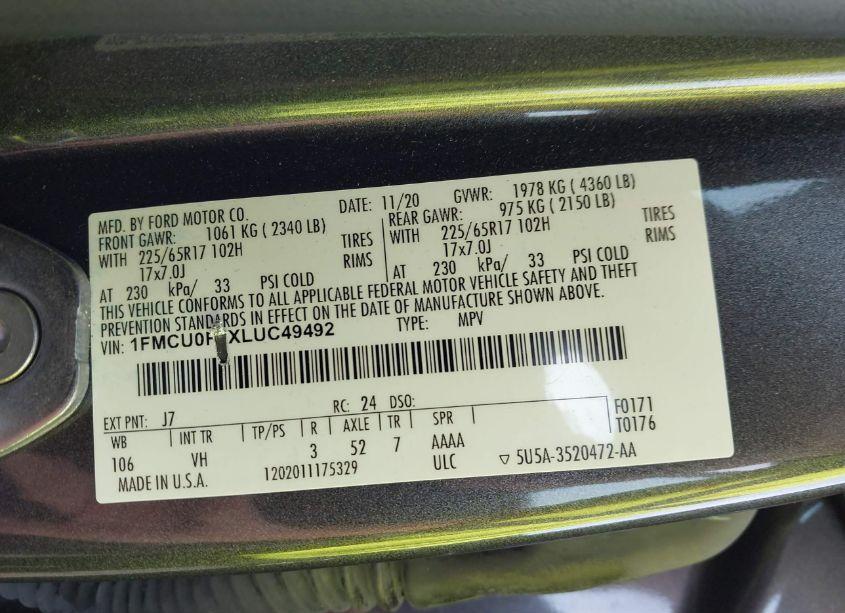 MFD. BY FORD MOTOR CO. DATE: 11/20 GVWR: 1978 KG ( 4360 LB)
FRONT GAWR: 1061 KG ( 2340 LB) REAR GAWR: 975 KG ( 2150 LB)
WITH 225/65R17 102H TIRES WITH 225/65R17 102H TIRES
17x7.0J RIMS 17x7.0J RIMS
AT 230 kPa/ 33 PSI COLD AT 230 kPa/ 33 PSI COLD
THIS VEHICLE CONFORMS TO ALL APPLICABLE FEDERAL MOTOR VEHICLE SAFETY AND THEFT
PREVENTION STANDARDS IN EFFECT ON THE DATE OF MANUFACTURE SHOWN ABOVE.
VIN: TYPE: MPV
EXT PNT: J7 RC: 24 DSO: F0171
WB INT TR TP/PS R AXLE TR SPR T0176
106 VH 3 52 7 AAAA
MADE IN U.S.A. 1202011175329 ULC ▽ 5U5A-3520472-AA